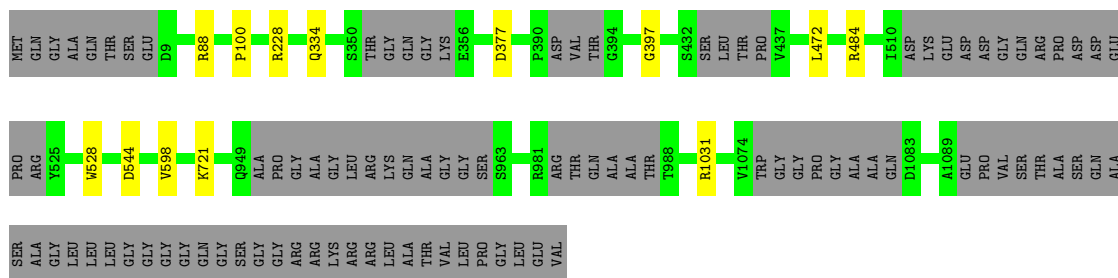 MET GLN GLY ALA GLN THR SER GLU D9 R88 P100 R228 Q334 S350 THR GLY GLN GLY LYS E356 D377 P390 ASP VAL THR G394 G397 S432 SER LEU THR PRO V437 L472 R484 I510 ASP LYS GLU ASP ASP GLY GLN ARG PRO ASP ASP GLU
PRO ARG Y525 W528 D544 V598 K721 Q949 ALA PRO GLY ALA GLY LEU ARG LYS GLN ALA GLY GLY SER S963 R981 ARG THR GLN ALA ALA THR T988 R1031 V1074 TRP GLY GLY PRO GLY ALA ALA GLN D1083 A1089 GLU PRO VAL SER THR ALA SER GLN ALA
SER ALA GLY LEU LEU LEU GLY GLY GLY GLY GLN GLY SER GLY GLY ARG ARG LYS ARG ARG LEU ALA THR VAL LEU PRO GLY LEU GLU VAL